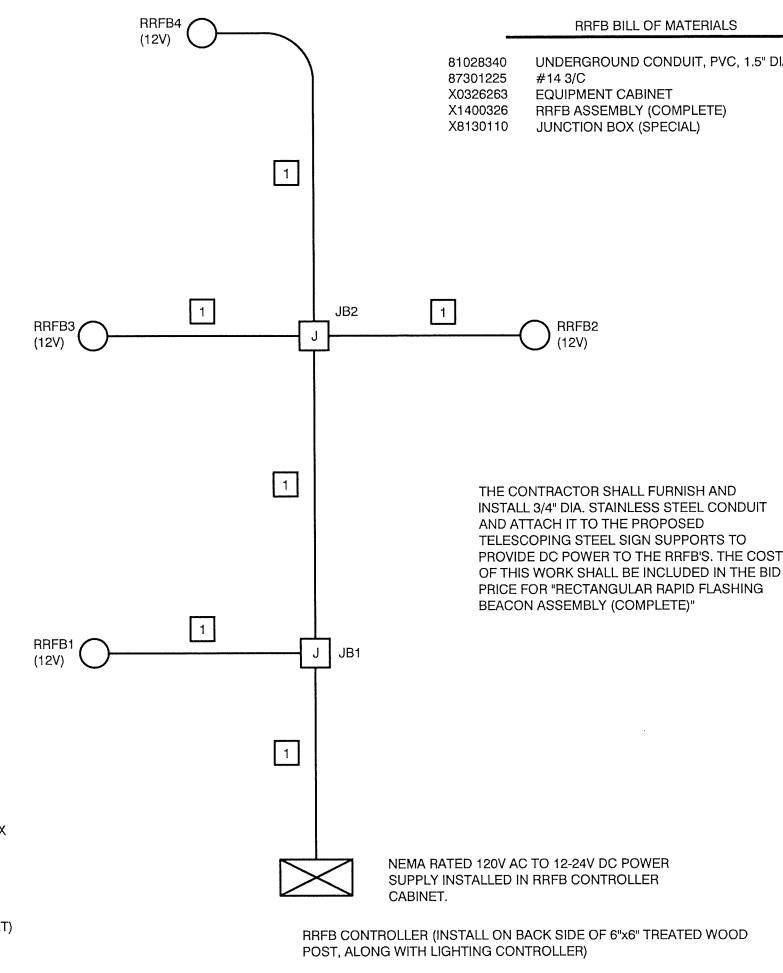 RRFB4
(12V)
RRFB BILL OF MATERIALS
81028340 UNDERGROUND CONDUIT, PVC, 1.5" DI
87301225 #14 3/C
X0326263 EQUIPMENT CABINET
X1400326 RRFB ASSEMBLY (COMPLETE)
X8130110 JUNCTION BOX (SPECIAL)
1
1
JB2
1
RRFB3
(12V)
J
RRFB2
(12V)
1
THE CONTRACTOR SHALL FURNISH AND
INSTALL 3/4" DIA. STAINLESS STEEL CONDUIT
AND ATTACH IT TO THE PROPOSED
TELESCOPING STEEL SIGN SUPPORTS TO
PROVIDE DC POWER TO THE RRFB'S. THE COST
OF THIS WORK SHALL BE INCLUDED IN THE BID
PRICE FOR "RECTANGULAR RAPID FLASHING
BEACON ASSEMBLY (COMPLETE)"
1
RRFB1
(12V)
J
JB1
1
X
NEMA RATED 120V AC TO 12-24V DC POWER
SUPPLY INSTALLED IN RRFB CONTROLLER
CABINET.
T)
RRFB CONTROLLER (INSTALL ON BACK SIDE OF 6"x6" TREATED WOOD
POST, ALONG WITH LIGHTING CONTROLLER)